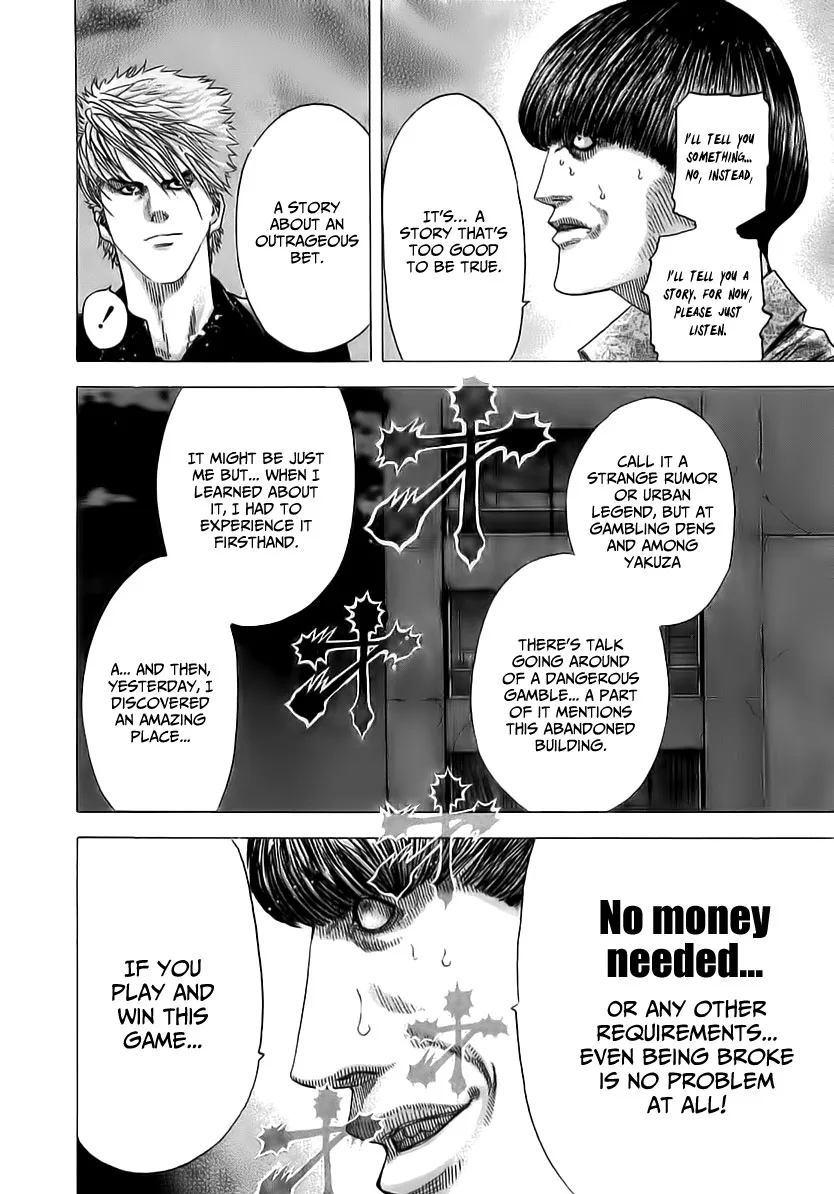 I'LL TELL YOU
SOMETHING...
NO, INSTEAD,
I'LL TELL YOU A
STORY. FOR NOW,
PLEASE JUST
LISTEN.
IT'S... A
STORY THAT'S
TOO GOOD
TO BE TRUE.
A STORY
ABOUT AN
OUTRAGEOUS
BET.
!
CALL IT A
STRANGE RUMOR
OR URBAN
LEGEND, BUT AT
GAMBLING DENS
AND AMONG
YAKUZA
THERE'S TALK
GOING AROUND
OF A DANGEROUS
GAMBLE... A PART
OF IT MENTIONS
THIS ABANDONED
BUILDING.
IT MIGHT BE JUST
ME BUT... WHEN I
LEARNED ABOUT
IT, I HAD TO
EXPERIENCE IT
FIRSTHAND.
A... AND THEN,
YESTERDAY, I
DISCOVERED
AN AMAZING
PLACE...
No money
needed...
OR ANY OTHER
REQUIREMENTS...
EVEN BEING BROKE
IS NO PROBLEM
AT ALL!
IF YOU
PLAY AND
WIN THIS
GAME...